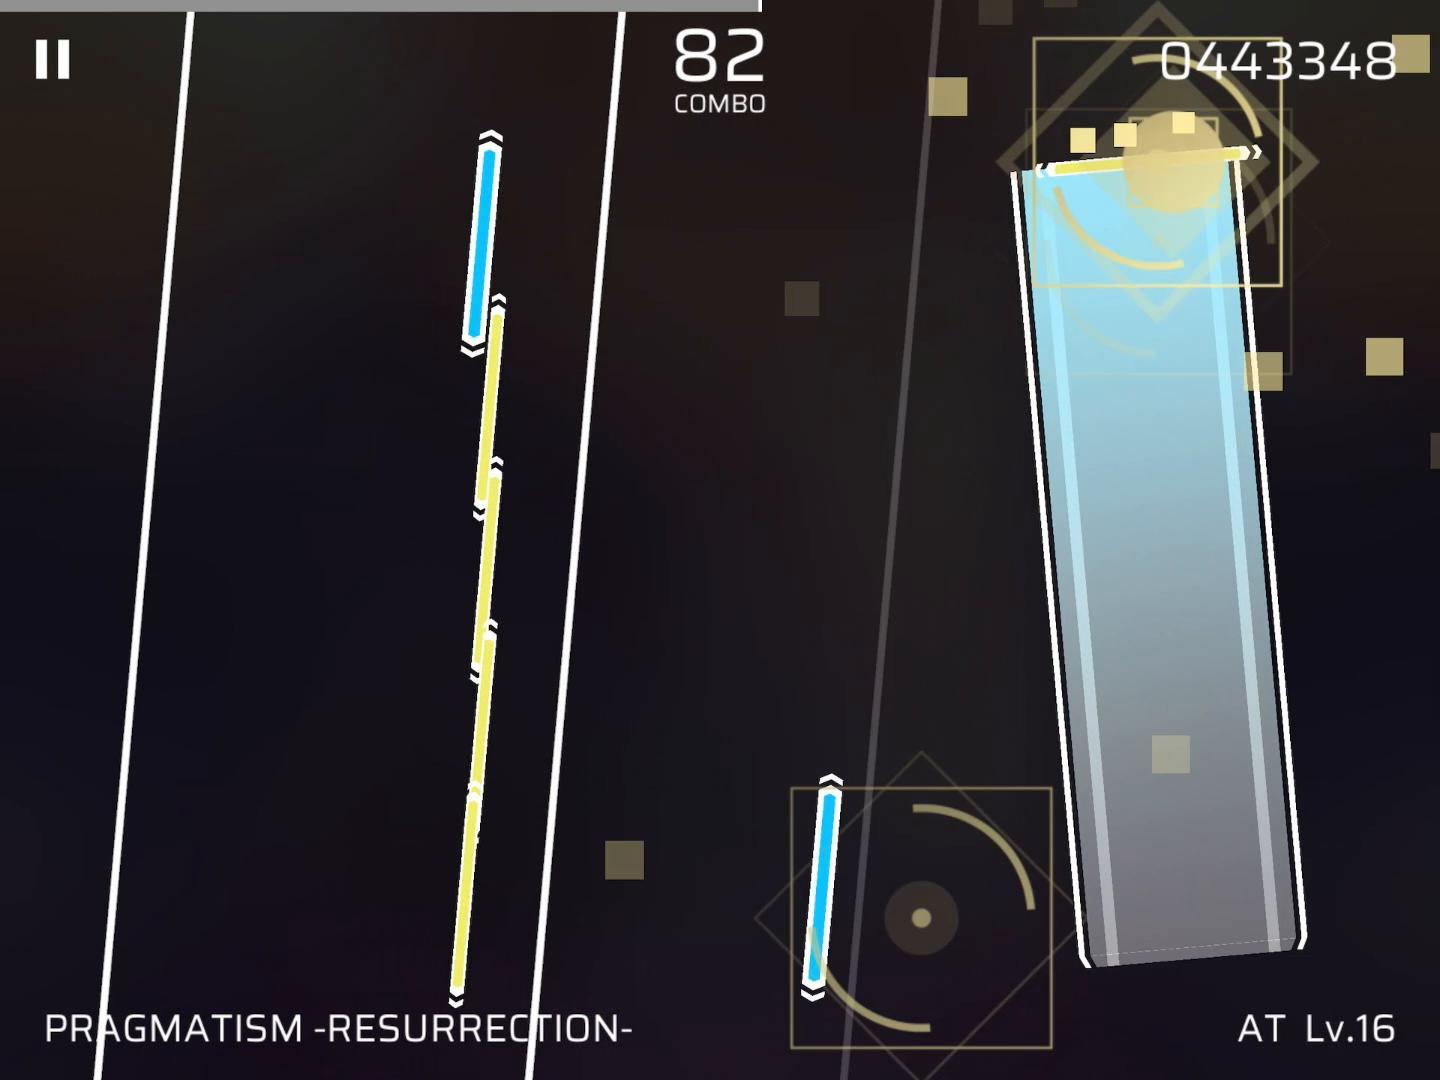 82
COMBO
0443348
PRAGMATISM -RESURRECTION-
AT Lv.16